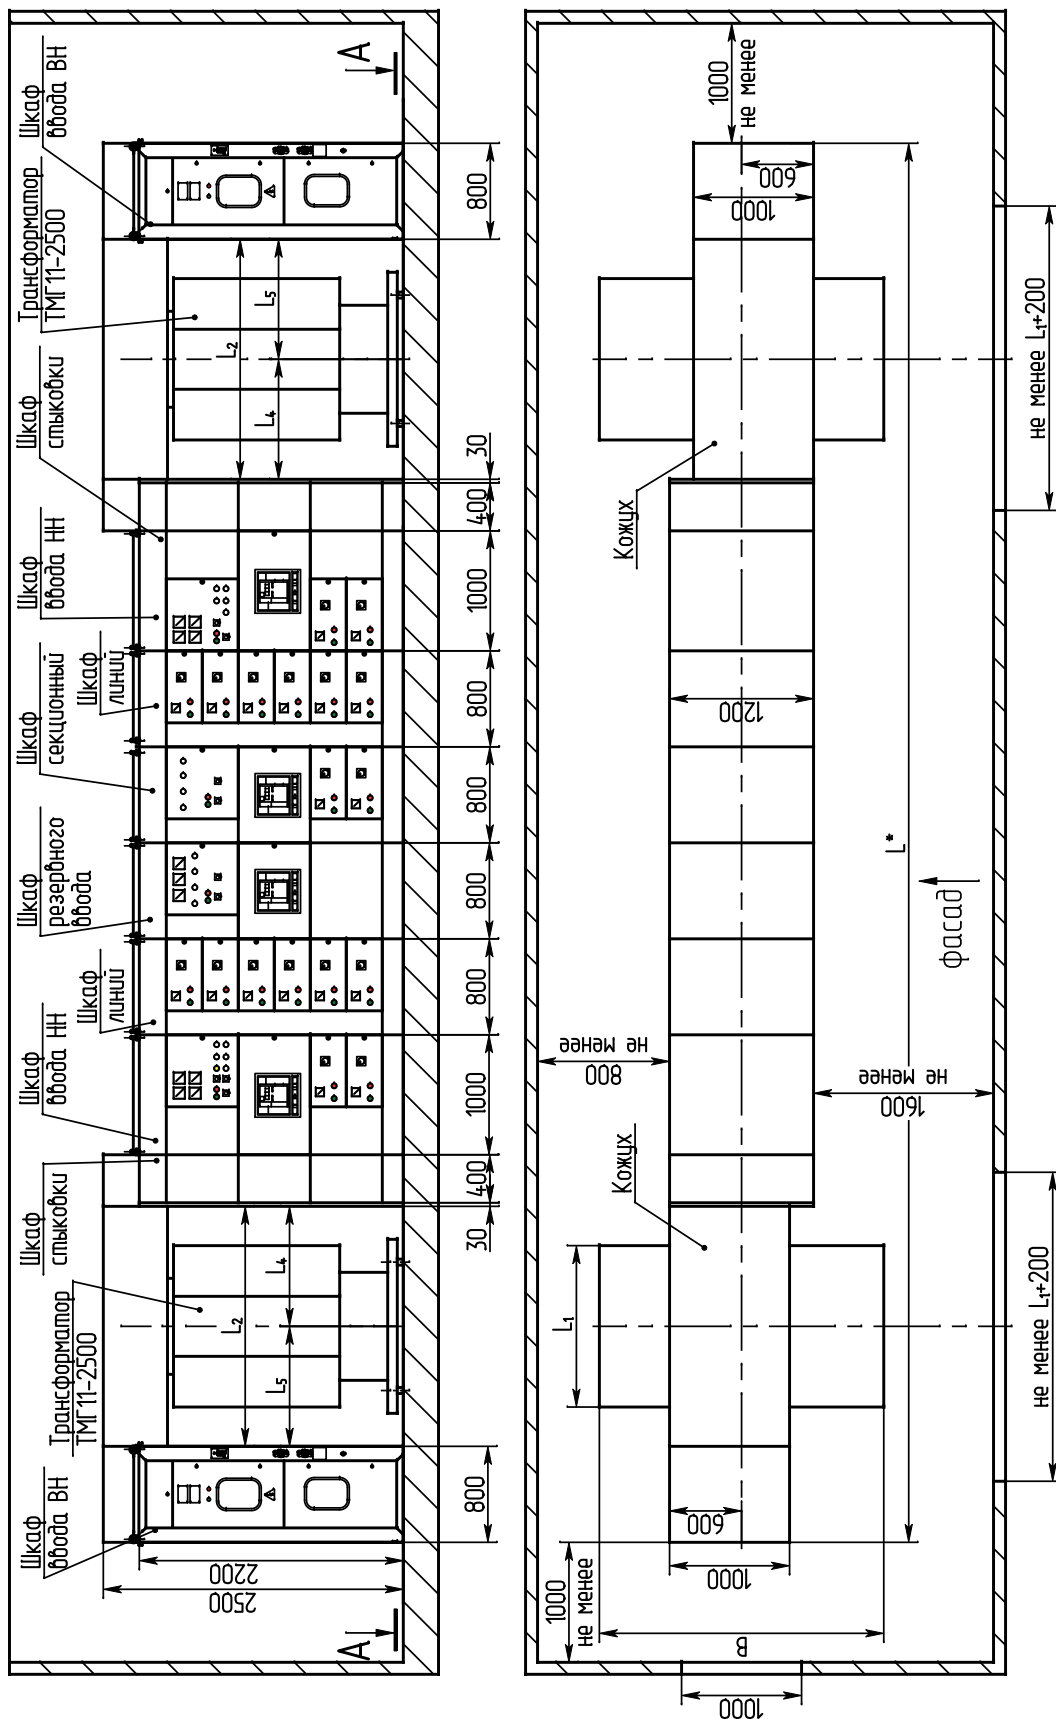 Шкаф
ввода ВН
Трансформатор
ТМГ11-2500
Шкаф
стыковки
Шкаф
ввода НН
Шкаф
линий
Шкаф
резервного
ввода
Шкаф
секционный
Шкаф
линий
Шкаф
ввода НН
Шкаф
стыковки
Трансформатор
ТМГ11-2500
Шкаф
ввода ВН
2500
2200
L₂
L₅
L₄
L₂
L₄
L₅
А
А
800
30
400
1000
800
800
800
800
1000
400
30
800
1000
не менее
L₁
Кожух
800
не менее
Кожух
1000
не менее
В
1000
600
1000
1200
1000
600
L*
1600
не менее
фасад
1000
не менее L₁+200
не менее L₁+200